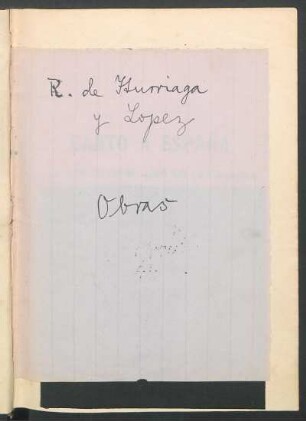 R. de Iturriaga
y Lopez
Obras